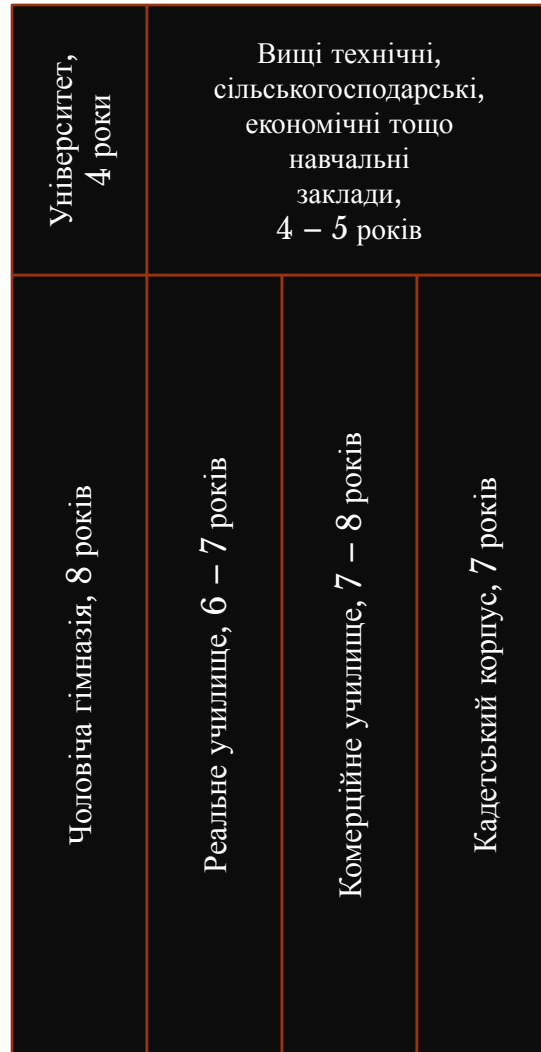 Університет,
4 роки
Вищі технічні,
сільськогосподарські,
економічні тощо
навчальні
заклади,
4 – 5 років
Чоловіча гімназія, 8 років
Реальне училище, 6 – 7 років
Комерційне училище, 7 – 8 років
Кадетський корпус, 7 років